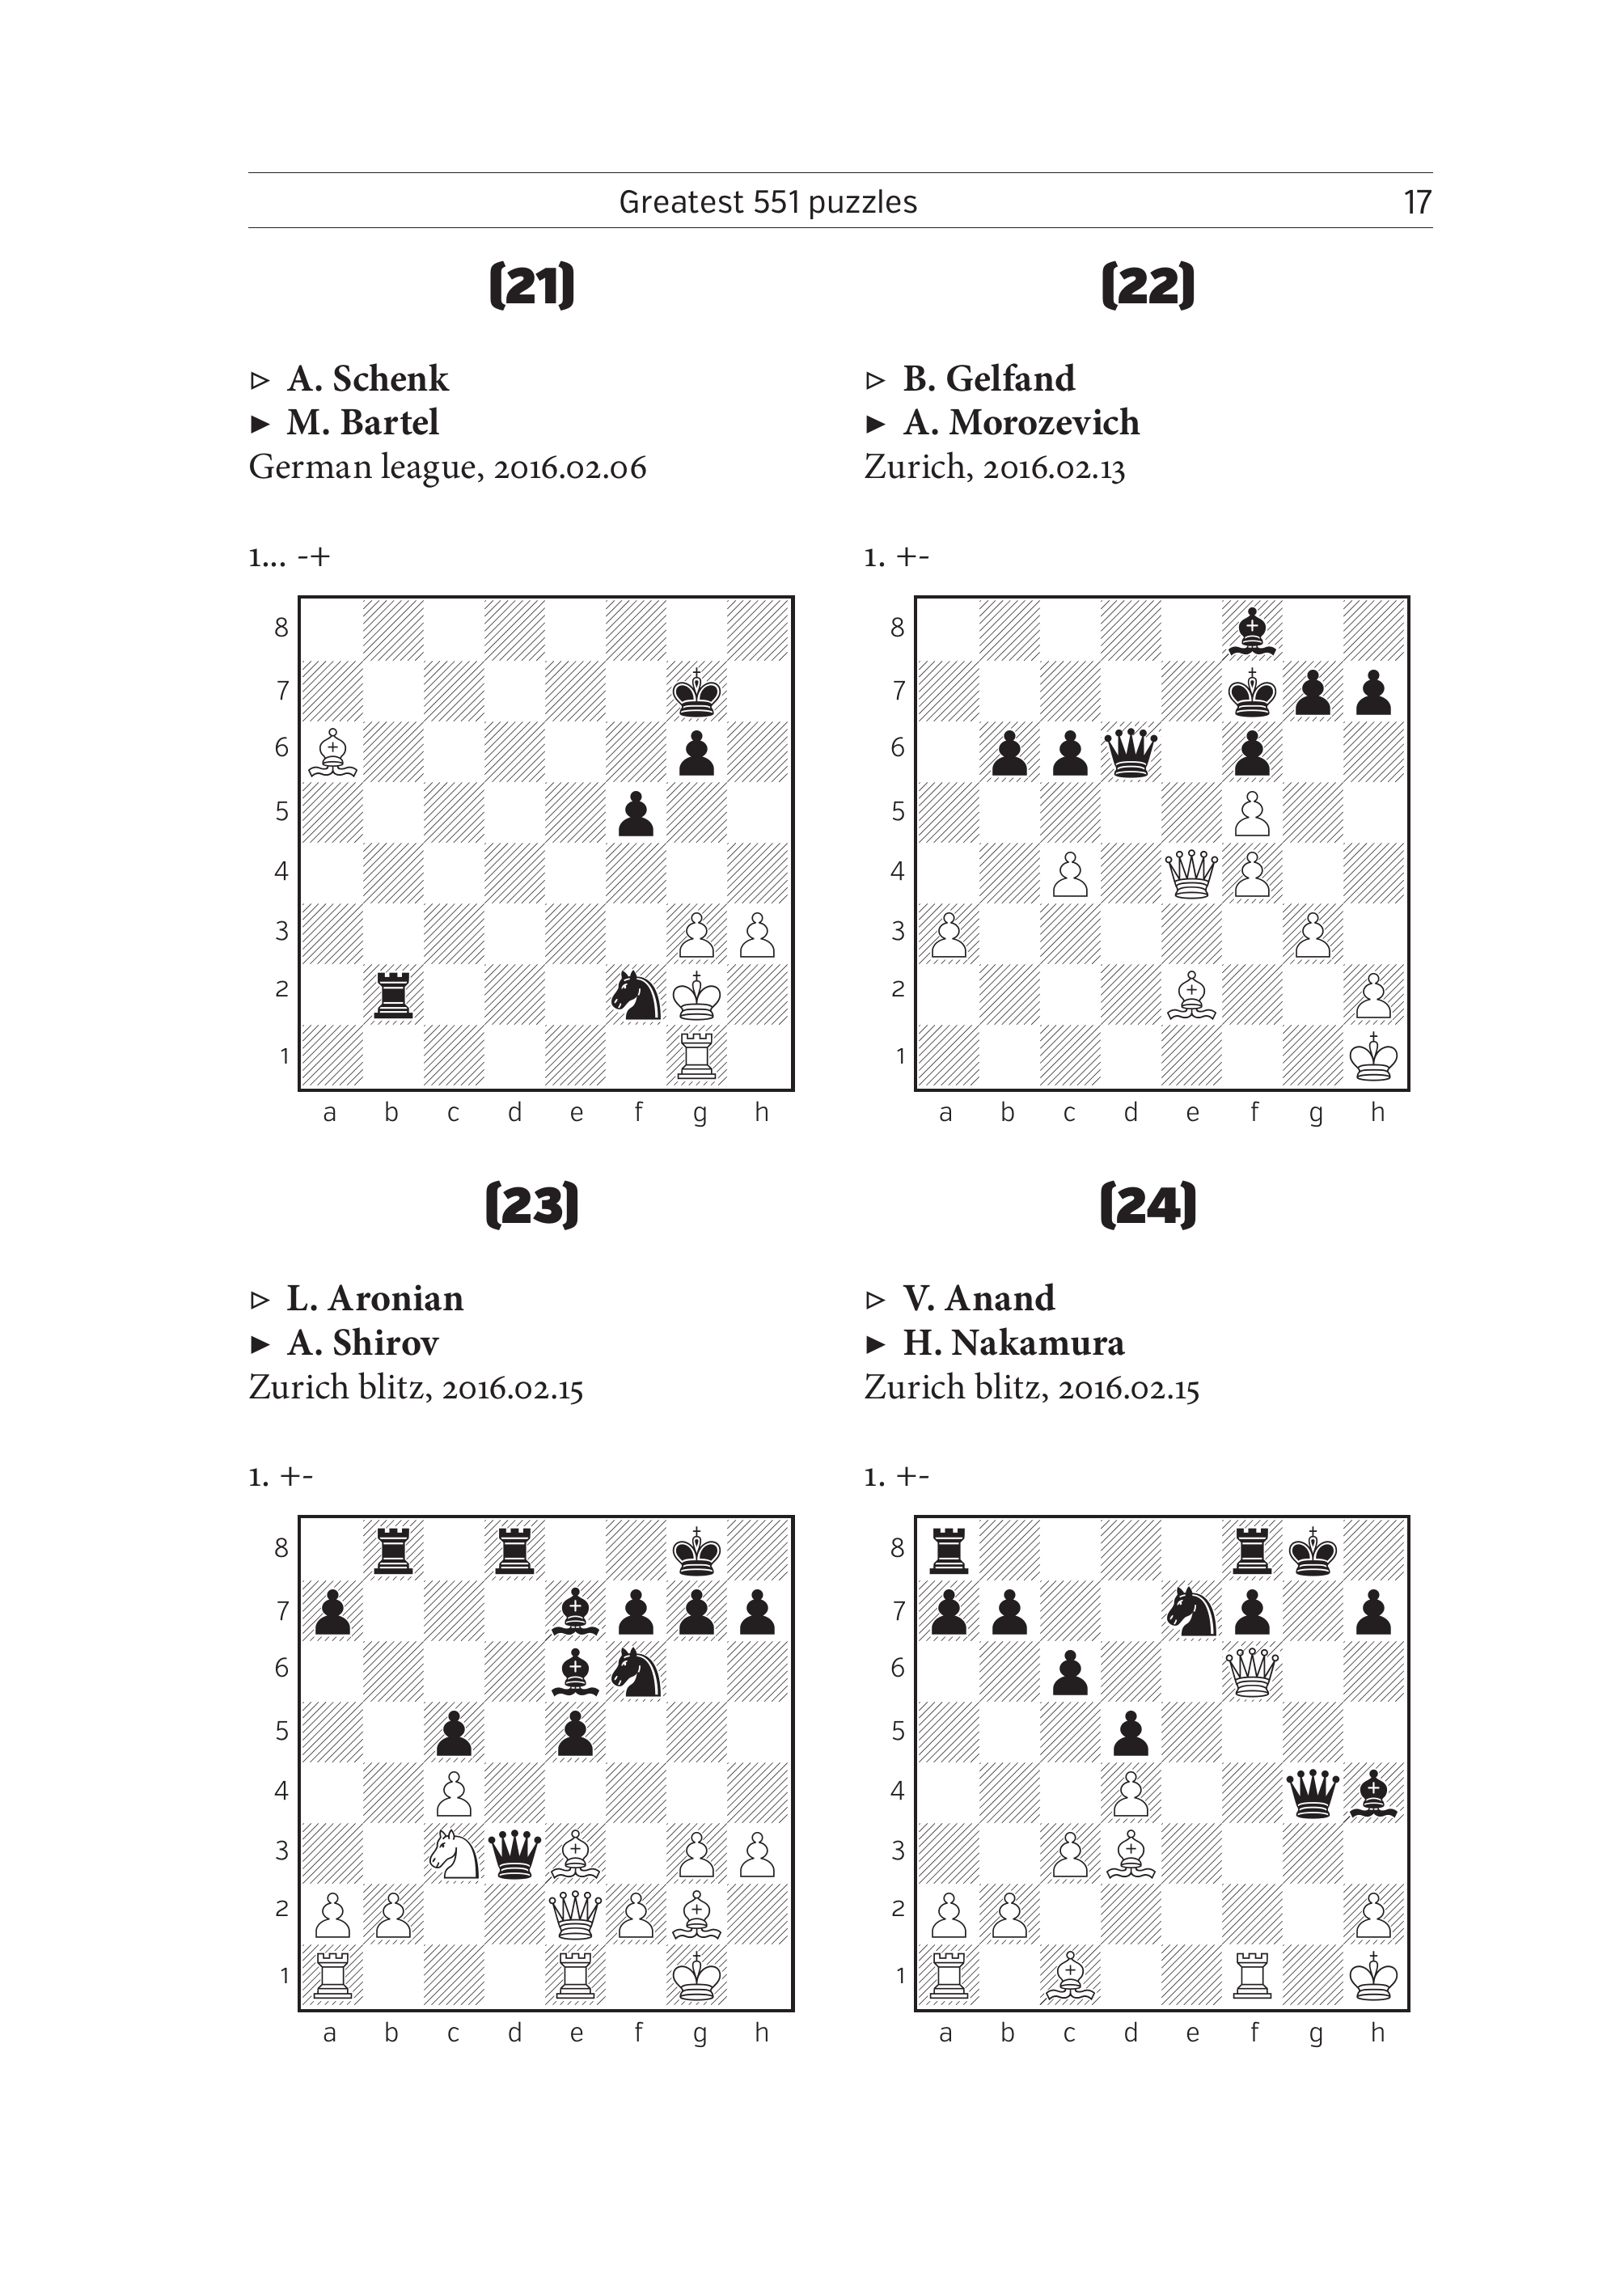 Greatest 551 puzzles 17
(21)
▷ A. Schenk
► M. Bartel
German league, 2016.02.06
1... -+
8
7
6
5
4
3
2
1
a b c d e f g h
(22)
▷ B. Gelfand
► A. Morozevich
Zurich, 2016.02.13
1. +-
8
7
6
5
4
3
2
1
a b c d e f g h
(23)
▷ L. Aronian
► A. Shirov
Zurich blitz, 2016.02.15
1. +-
8
7
6
5
4
3
2
1
a b c d e f g h
(24)
▷ V. Anand
► H. Nakamura
Zurich blitz, 2016.02.15
1. +-
8
7
6
5
4
3
2
1
a b c d e f g h